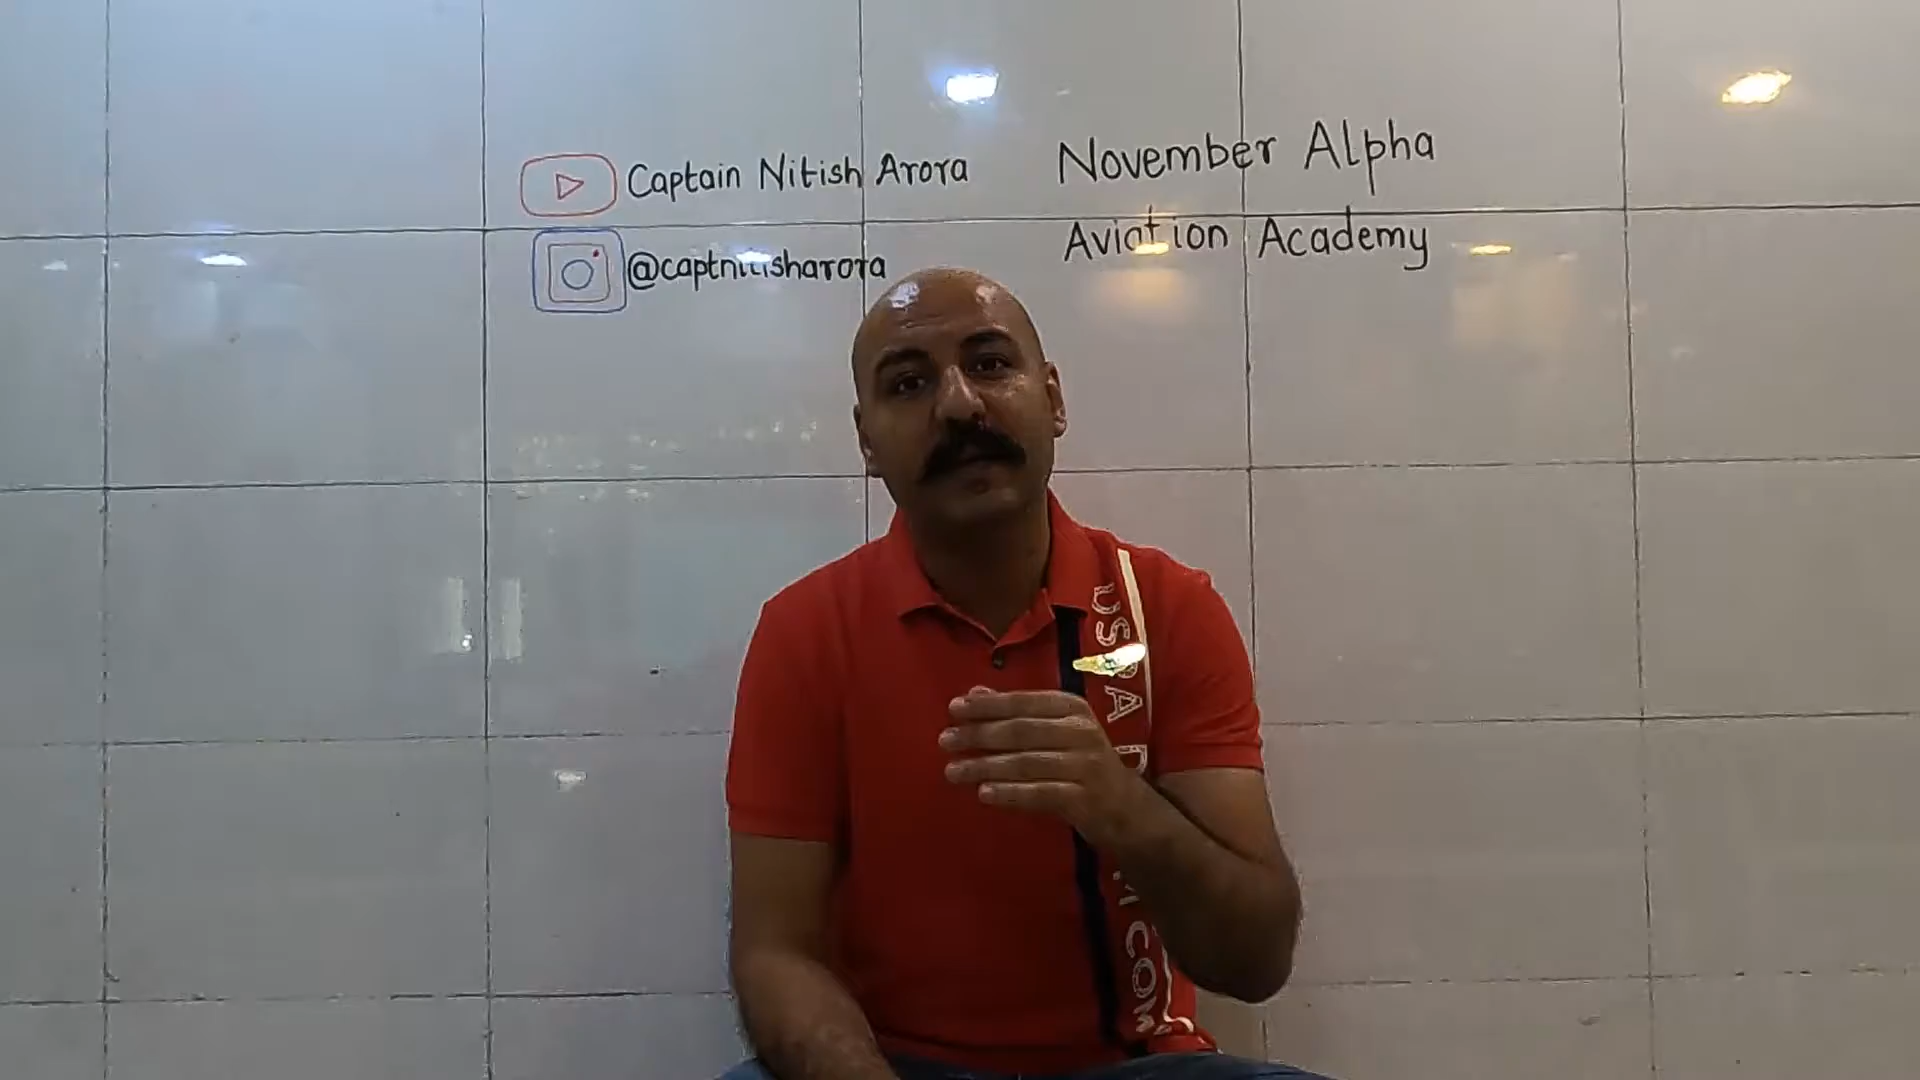 Captain Nitish Arora
@captnitisharora
November Alpha
Aviation Academy